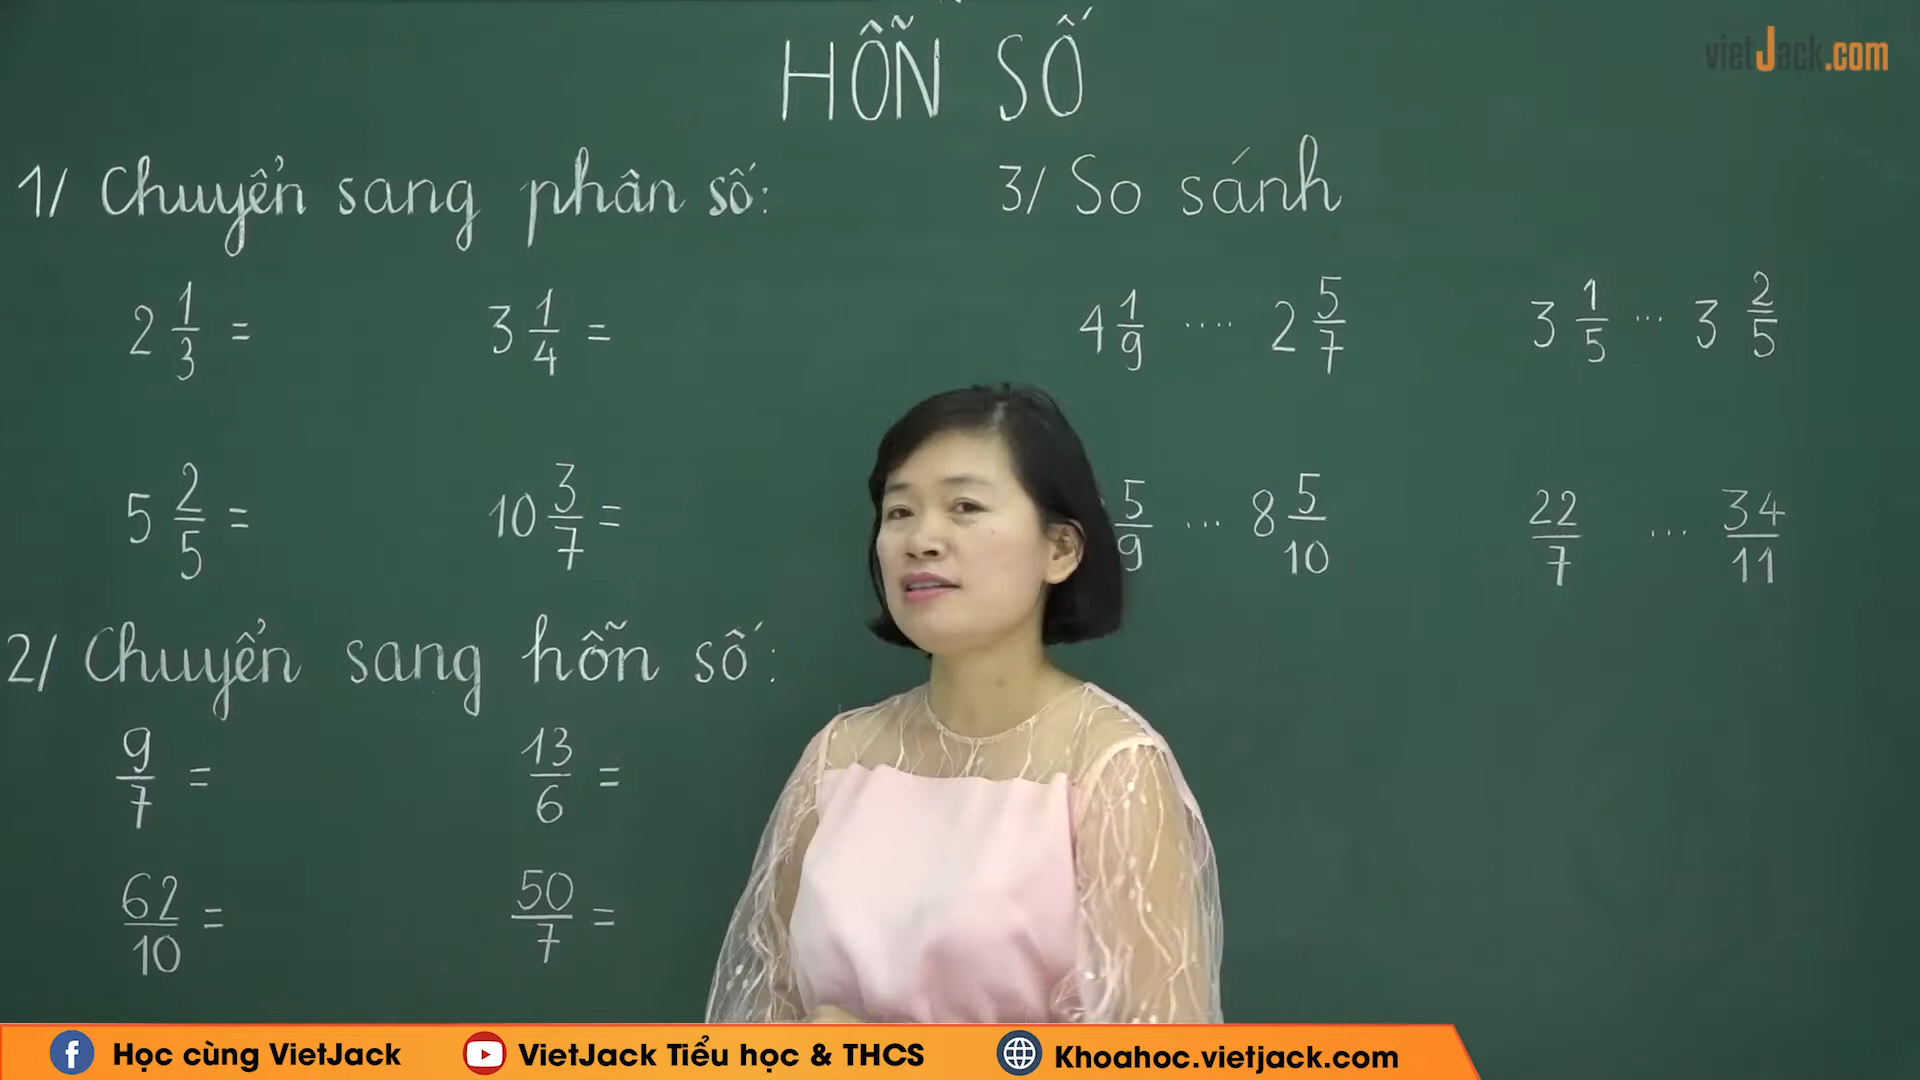 HỖN SỐ
vietJack.com
1/ Chuyển sang phân số:
2 1/3 =
3 1/4 =
5 2/5 =
10 3/7 =
2/ Chuyển sang hỗn số:
9/7 =
13/6 =
62/10 =
50/7 =
3/ So sánh
4 1/9 .... 2 5/7
3 1/5 ... 3 2/5
5/9 ... 8 5/10
22/7 ... 34/11
Học cùng VietJack
VietJack Tiểu học & THCS
Khoahoc.vietjack.com